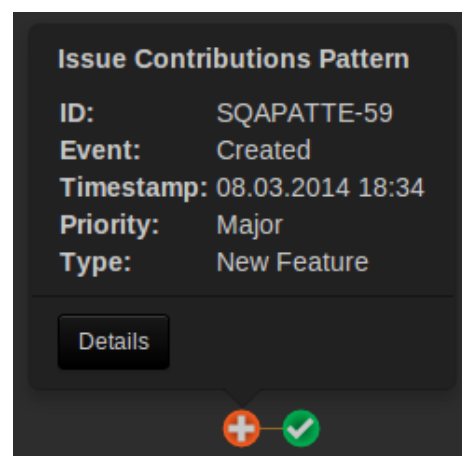 Issue Contributions Pattern
ID: SQAPATTE-59
Event: Created
Timestamp: 08.03.2014 18:34
Priority: Major
Type: New Feature
Details